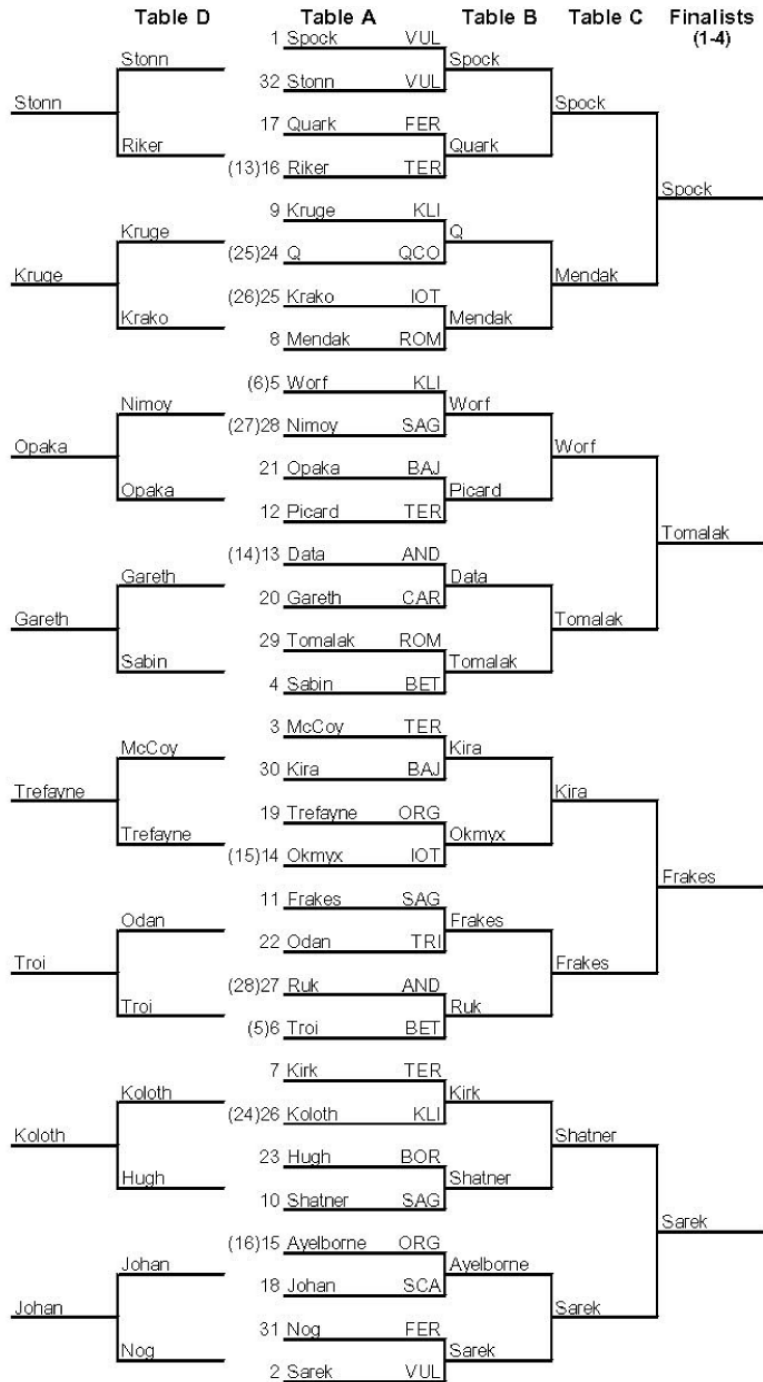 Table D Table A Table B Table C Finalists
(1-4)
1 Spock VUL
Stonn Spock
32 Stonn VUL
Stonn Spock
17 Quark FER
Riker Quark
(13)16 Riker TER
Spock
9 Kruge KLI
Kruge Q
(25)24 Q QCO
Kruge Mendak
(26)25 Krako IOT
Krako Mendak
8 Mendak ROM
(6)5 Worf KLI
Nimoy Worf
(27)28 Nimoy SAG
Opaka Worf
21 Opaka BAJ
Opaka Picard
12 Picard TER
Tomalak
(14)13 Data AND
Gareth Data
20 Gareth CAR
Gareth Tomalak
29 Tomalak ROM
Sabin Tomalak
4 Sabin BET
3 McCoy TER
McCoy Kira
30 Kira BAJ
Trefayne Kira
19 Trefayne ORG
Trefayne Okmyx
(15)14 Okmyx IOT
Frakes
11 Frakes SAG
Odan Frakes
22 Odan TRI
Troi Frakes
(28)27 Ruk AND
Troi Ruk
(5)6 Troi BET
7 Kirk TER
Koloth Kirk
(24)26 Koloth KLI
Koloth Shatner
23 Hugh BOR
Hugh Shatner
10 Shatner SAG
Sarek
(16)15 Ayelborne ORG
Johan Ayelborne
18 Johan SCA
Johan Sarek
31 Nog FER
Nog Sarek
2 Sarek VUL